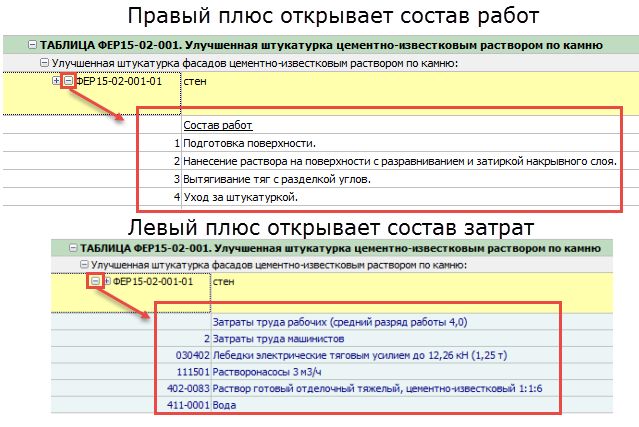 Правый плюс открывает состав работ
ТАБЛИЦА ФЕР15-02-001. Улучшенная штукатурка цементно-известковым раствором по камню
Улучшенная штукатурка фасадов цементно-известковым раствором по камню:
ФЕР15-02-001-01 стен
Состав работ
1 Подготовка поверхности.
2 Нанесение раствора на поверхности с разравниванием и затиркой накрывного слоя.
3 Вытягивание тяг с разделкой углов.
4 Уход за штукатуркой.
Левый плюс открывает состав затрат
ТАБЛИЦА ФЕР15-02-001. Улучшенная штукатурка цементно-известковым раствором по камню
Улучшенная штукатурка фасадов цементно-известковым раствором по камню:
ФЕР15-02-001-01 стен
Затраты труда рабочих (средний разряд работы 4,0)
2 Затраты труда машинистов
030402 Лебедки электрические тяговым усилием до 12,26 кН (1,25 т)
111501 Растворонасосы 3 м3/ч
402-0083 Раствор готовый отделочный тяжелый, цементно-известковый 1:1:6
411-0001 Вода